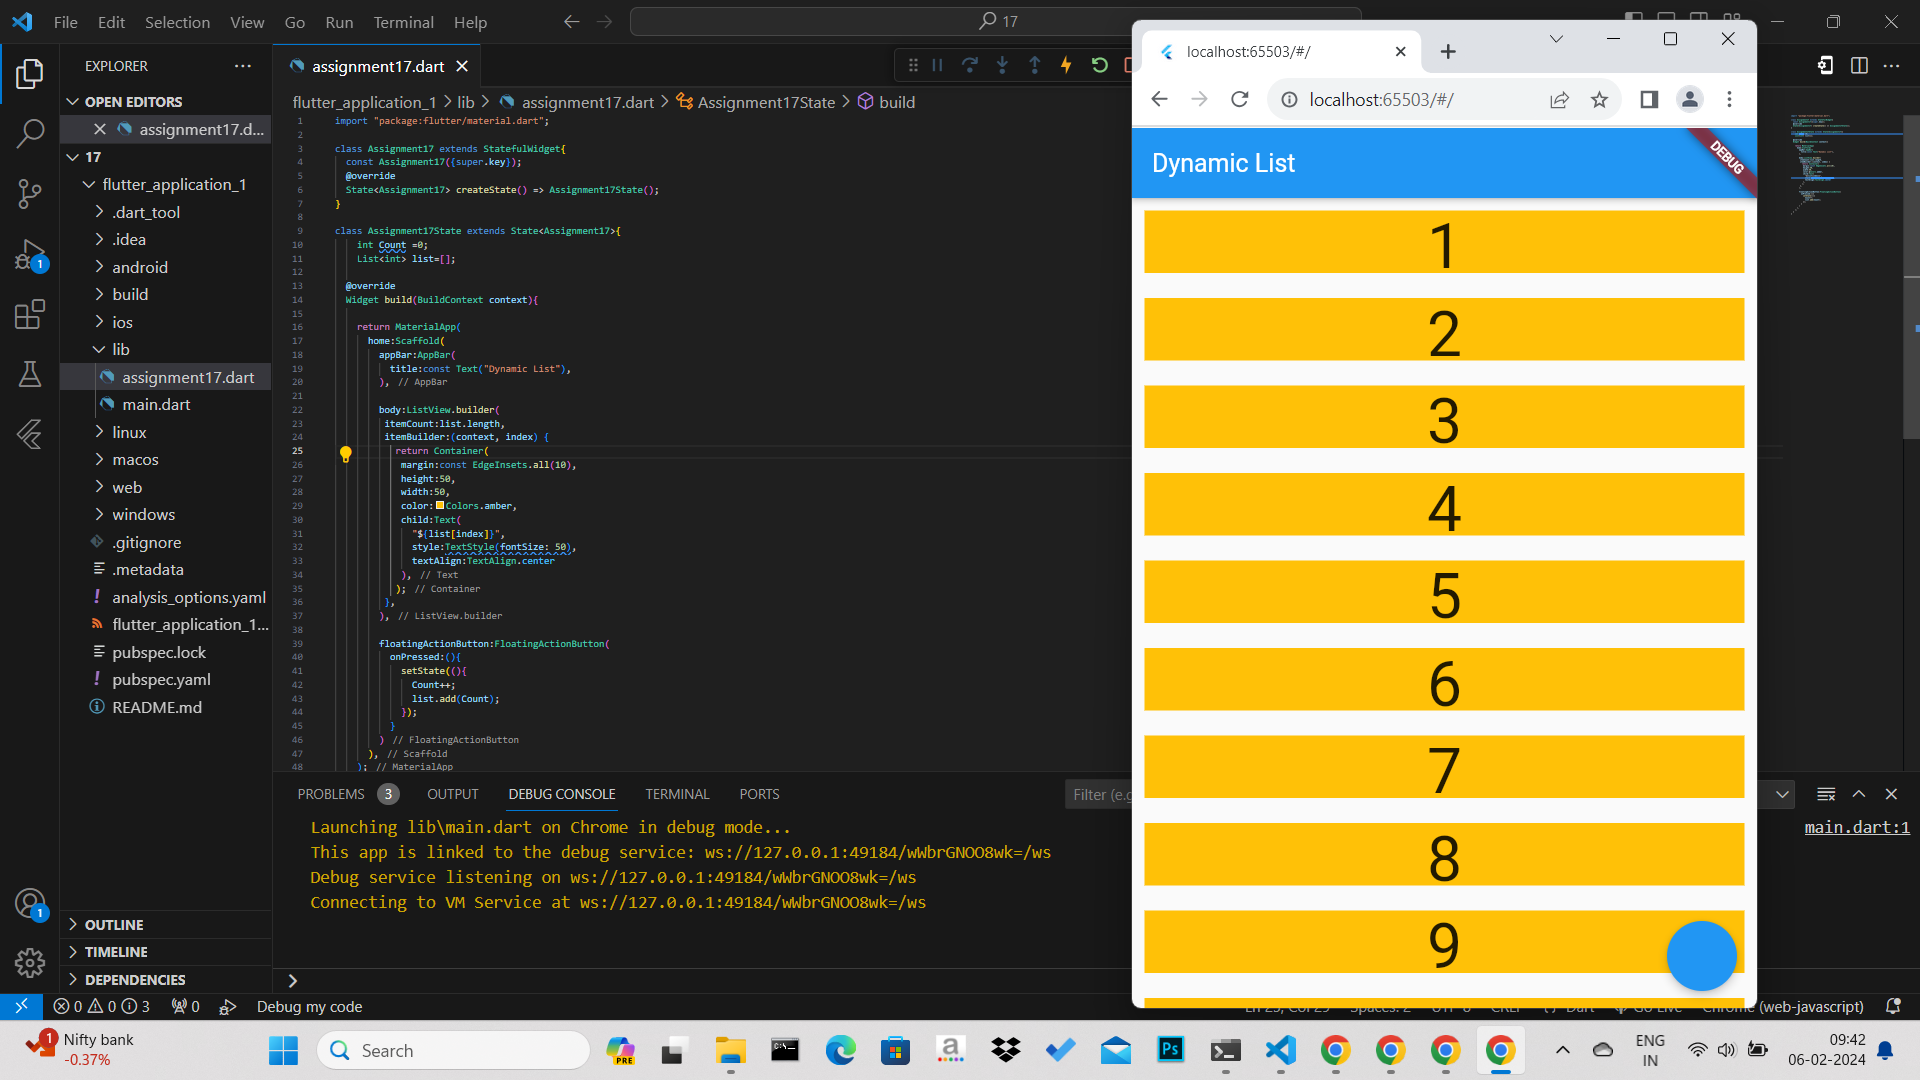 File Edit Selection View Go Run Terminal Help
17
EXPLORER
OPEN EDITORS
assignment17.d...
17
flutter_application_1
.dart_tool
.idea
android
build
ios
lib
assignment17.dart
main.dart
linux
macos
web
windows
.gitignore
.metadata
analysis_options.yaml
flutter_application_1...
pubspec.lock
pubspec.yaml
README.md
OUTLINE
TIMELINE
DEPENDENCIES
1
1
assignment17.dart
flutter_application_1 > lib > assignment17.dart > Assignment17State > build
1 import "package:flutter/material.dart";
2
3 class Assignment17 extends StatefulWidget{
4 const Assignment17({super.key});
5 @override
6 State<Assignment17> createState() => Assignment17State();
7 }
8
9 class Assignment17State extends State<Assignment17>{
10 int Count =0;
11 List<int> list=[];
12
13 @override
14 Widget build(BuildContext context){
15
16 return MaterialApp(
17 home:Scaffold(
18 appBar:AppBar(
19 title:const Text("Dynamic List"),
20 ), // AppBar
21
22 body:ListView.builder(
23 itemCount:list.length,
24 itemBuilder:(context, index) {
25 return Container(
26 margin:const EdgeInsets.all(10),
27 height:50,
28 width:50,
29 color:Colors.amber,
30 child:Text(
31 "${list[index]}",
32 style:TextStyle(fontSize: 50),
33 textAlign:TextAlign.center
34 ), // Text
35 ); // Container
36 },
37 ), // ListView.builder
38
39 floatingActionButton:FloatingActionButton(
40 onPressed:(){
41 setState((){
42 Count++;
43 list.add(Count);
44 });
45 }
46 ) // FloatingActionButton
47 ), // Scaffold
48 ); // MaterialApp
PROBLEMS 3 OUTPUT DEBUG CONSOLE TERMINAL PORTS
Filter (e.g
Launching lib\main.dart on Chrome in debug mode...
main.dart:1
This app is linked to the debug service: ws://127.0.0.1:49184/wWbrGNOO8wk=/ws
Debug service listening on ws://127.0.0.1:49184/wWbrGNOO8wk=/ws
Connecting to VM Service at ws://127.0.0.1:49184/wWbrGNOO8wk=/ws
localhost:65503/#/
localhost:65503/#/
Dynamic List
DEBUG
1
2
3
4
5
6
7
8
9
0 0 3 0 Debug my code
Chrome (web-javascript)
1
Nifty bank
-0.37%
Search
PRE
C:\
a
Ps
ENG
IN
09:42
06-02-2024